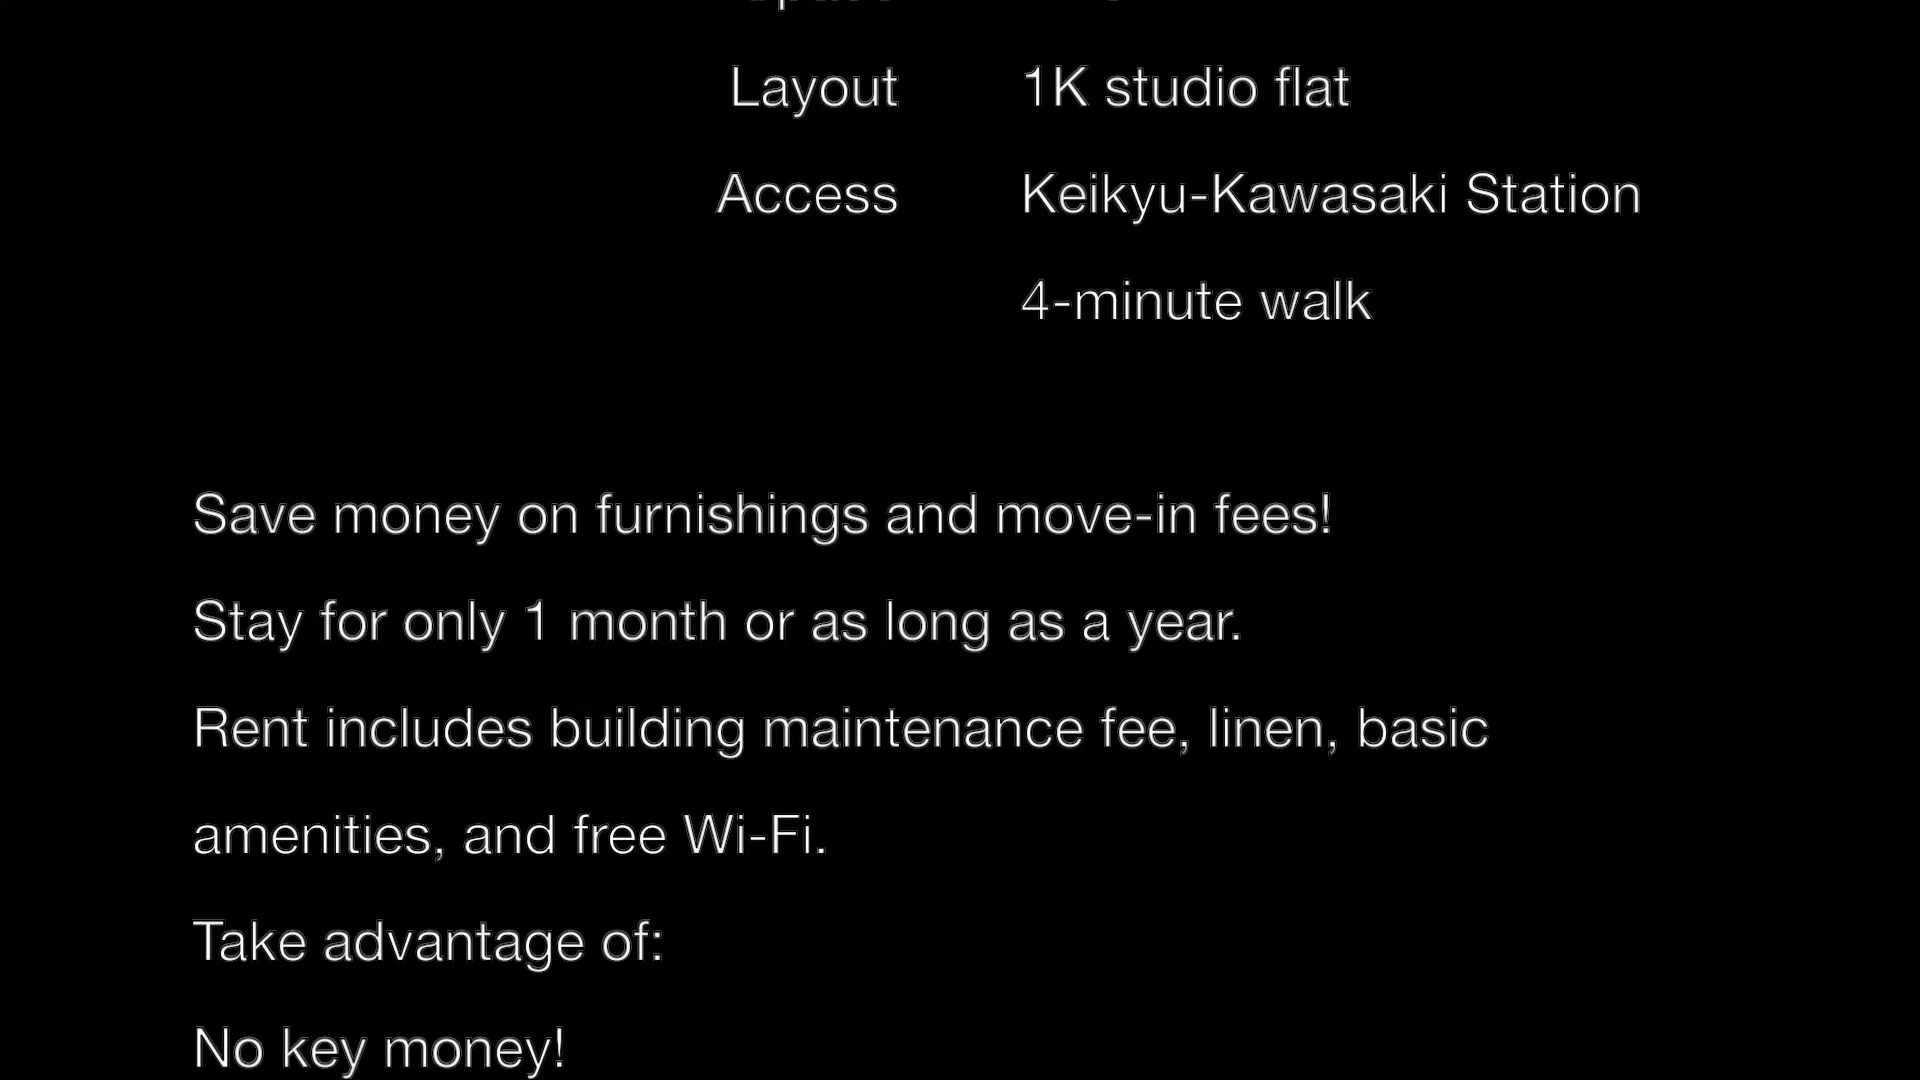 Layout 1K studio flat
Access Keikyu-Kawasaki Station
4-minute walk
Save money on furnishings and move-in fees!
Stay for only 1 month or as long as a year.
Rent includes building maintenance fee, linen, basic
amenities, and free Wi-Fi.
Take advantage of:
No key money!